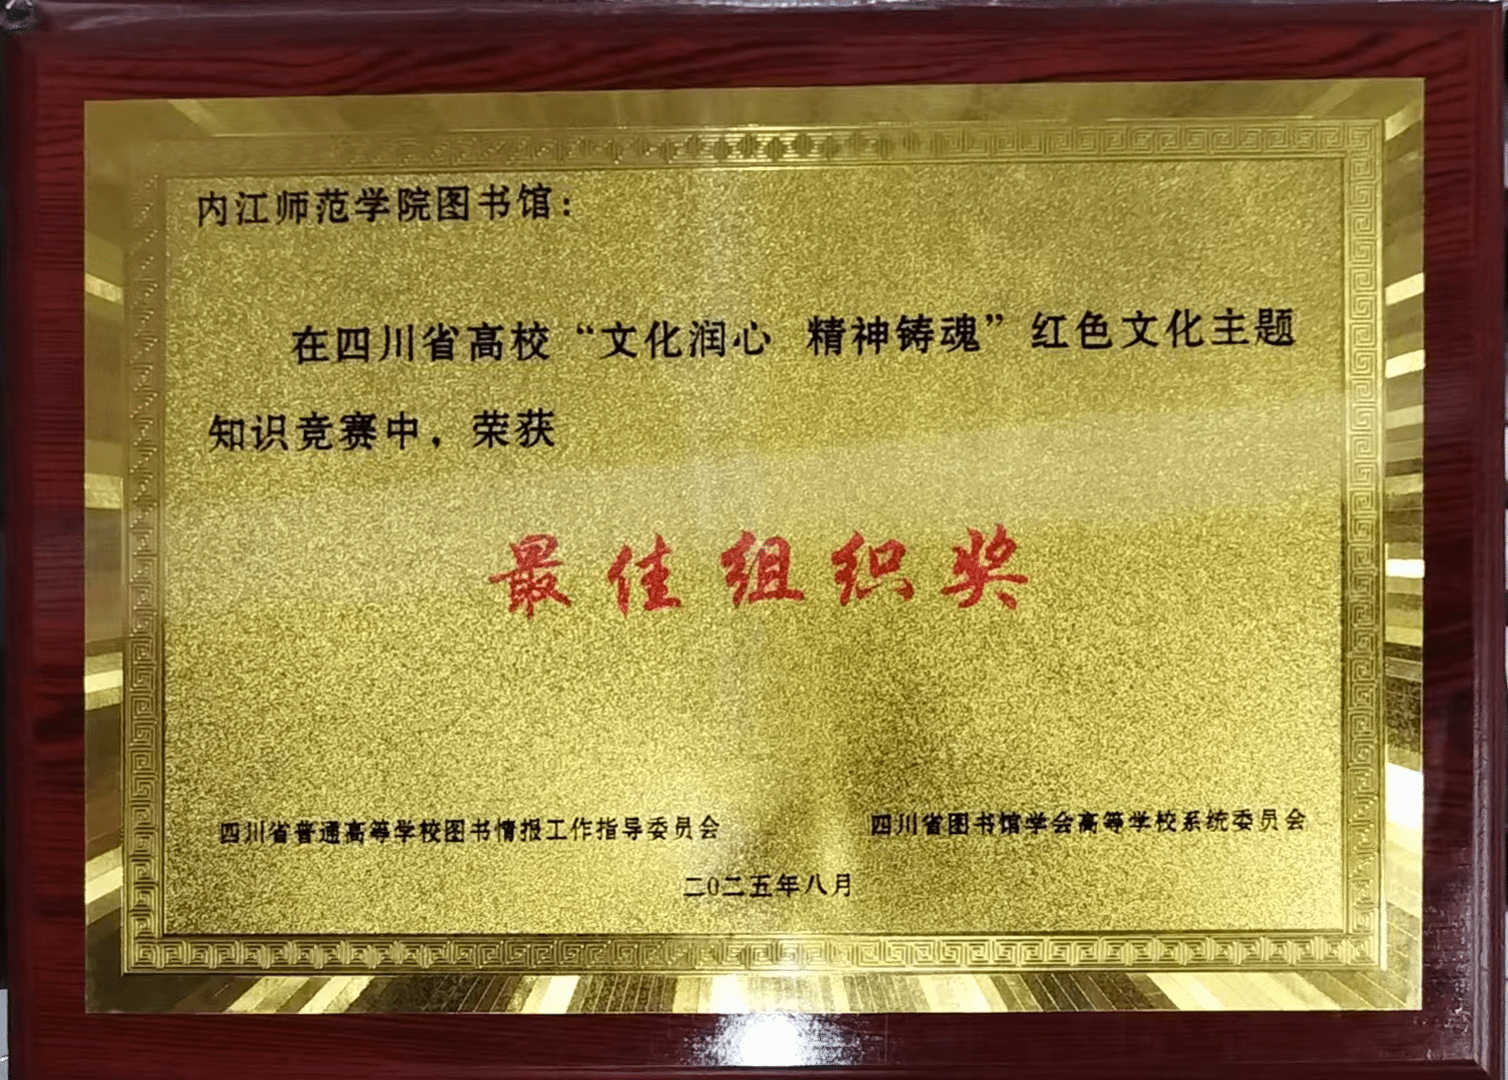 内江师范学院图书馆：
在四川省高校“文化润心 精神铸魂”红色文化主题
知识竞赛中，荣获
最佳组织奖
四川省普通高等学校图书情报工作指导委员会 四川省图书馆学会高等学校系统委员会
二0二五年八月